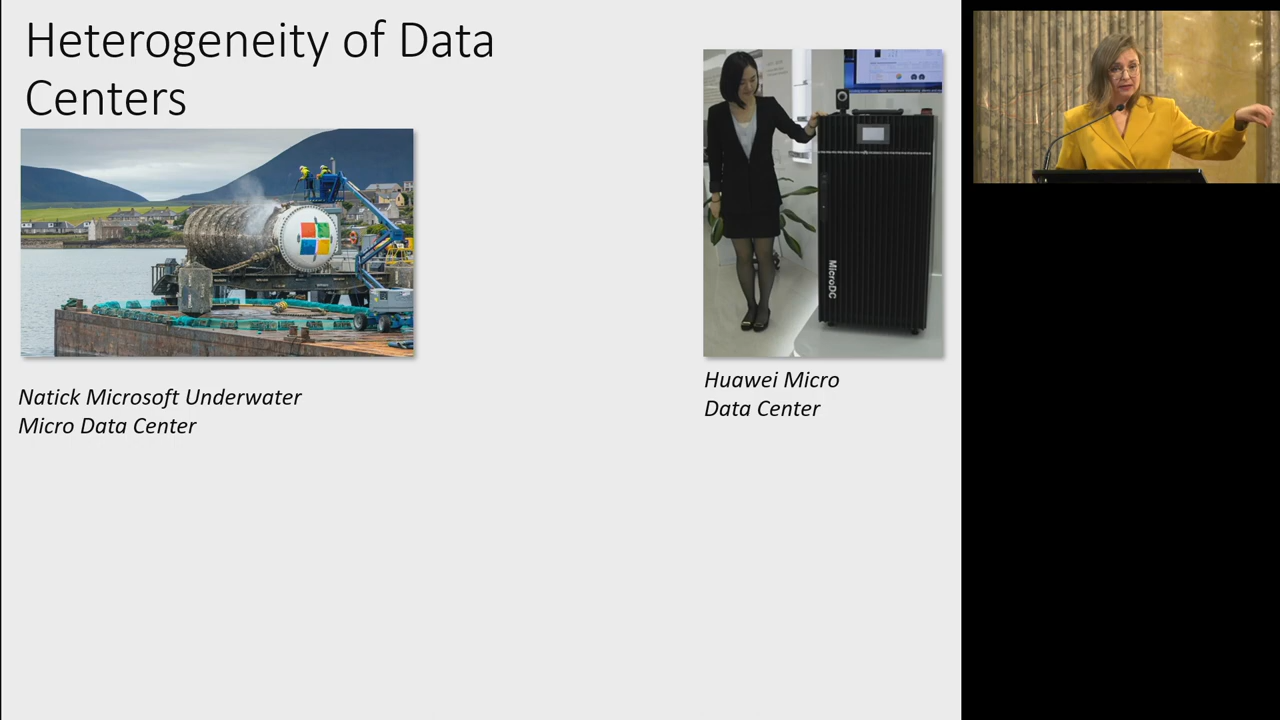 Heterogeneity of Data
Centers
Natick Microsoft Underwater
Micro Data Center
MicroDC
Huawei Micro
Data Center